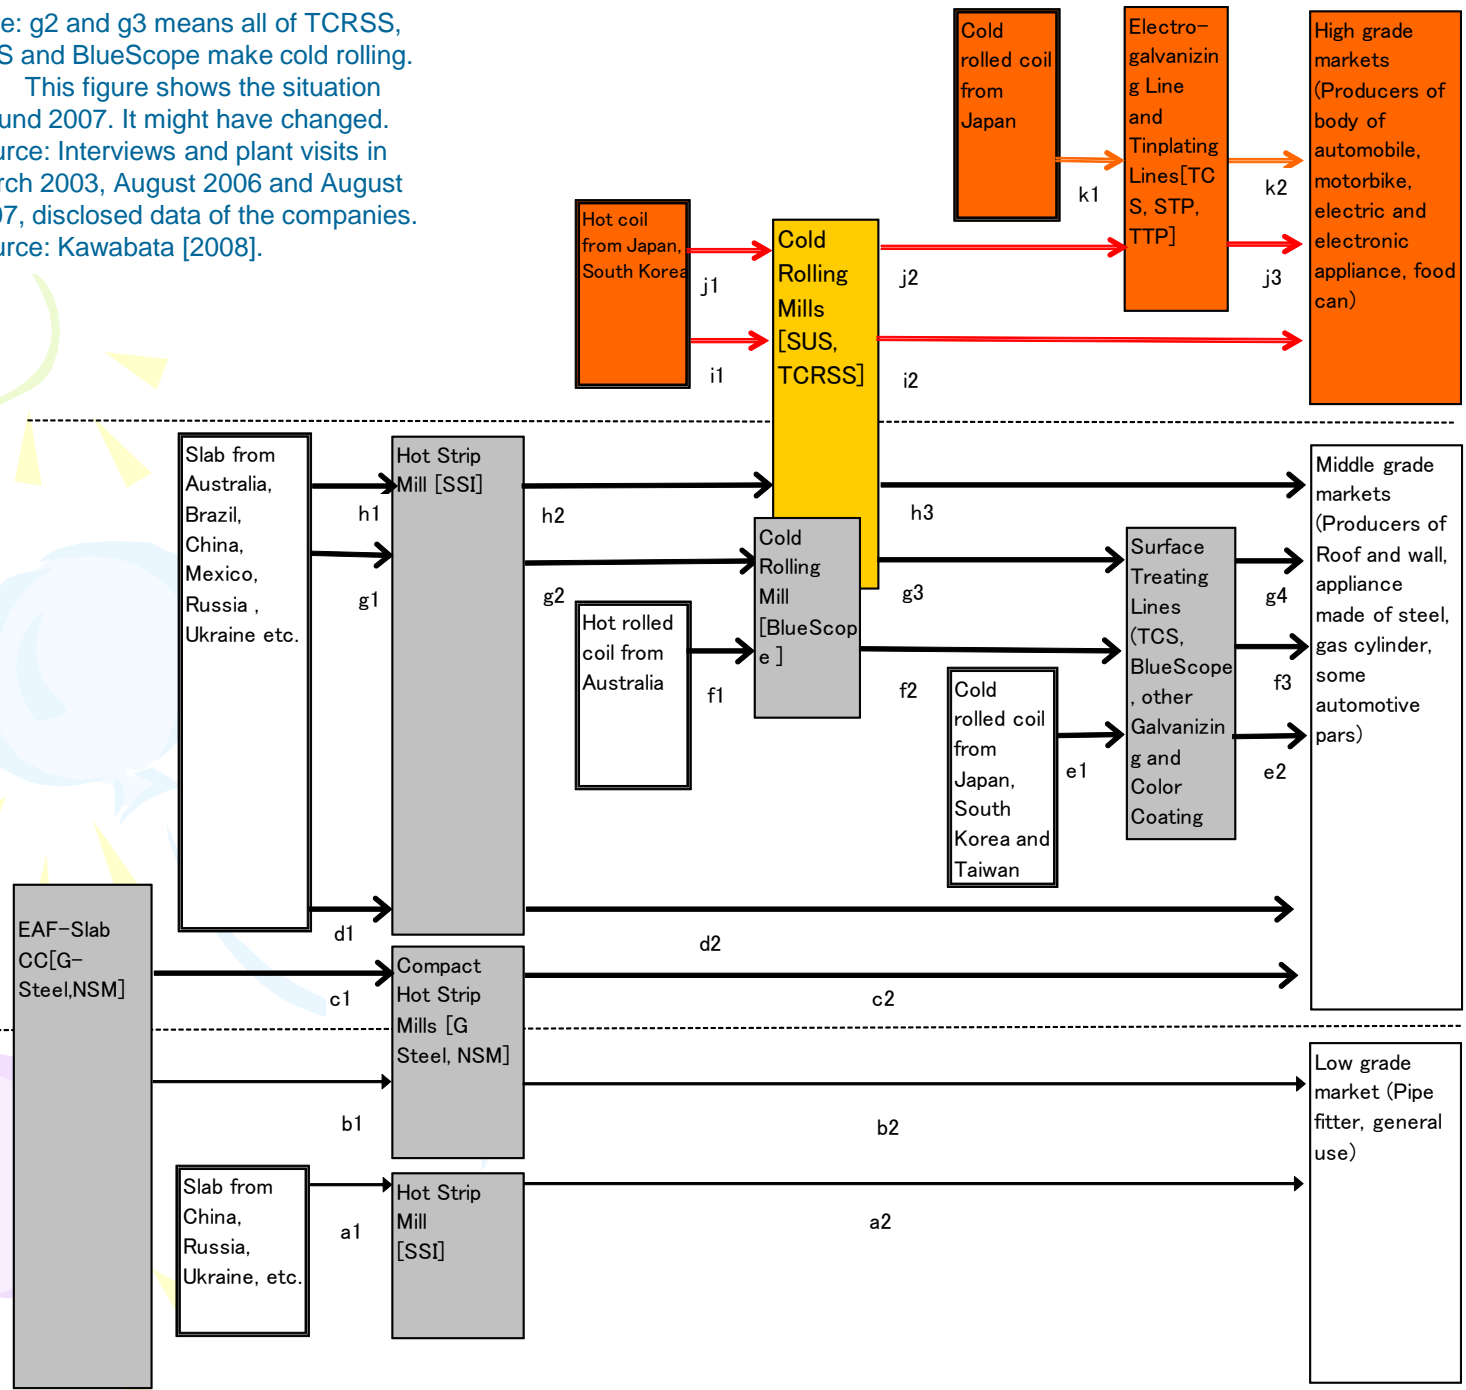 e: g2 and g3 means all of TCRSS,
S and BlueScope make cold rolling.
This figure shows the situation
und 2007. It might have changed.
urce: Interviews and plant visits in
rch 2003, August 2006 and August
07, disclosed data of the companies.
urce: Kawabata [2008].
Cold
rolled coil
from
Japan
Electro-
galvanizin
g Line
and
Tinplating
Lines[TC
S, STP,
TTP]
High grade
markets
(Producers of
body of
automobile,
motorbike,
electric and
electronic
appliance, food
can)
k1
k2
Hot coil
from Japan,
South Korea
j1
i1
Cold
Rolling
Mills
[SUS,
TCRSS]
j2
j3
i2
Slab from
Australia,
Brazil,
China,
Mexico,
Russia ,
Ukraine etc.
h1
g1
d1
Hot Strip
Mill [SSI]
h2
g2
Hot rolled
coil from
Australia
f1
Cold
Rolling
Mill
[BlueScop
e ]
h3
g3
f2
Cold
rolled coil
from
Japan,
South
Korea and
Taiwan
e1
Surface
Treating
Lines
(TCS,
BlueScope
, other
Galvanizin
g and
Color
Coating
g4
f3
e2
Middle grade
markets
(Producers of
Roof and wall,
appliance
made of steel,
gas cylinder,
some
automotive
pars)
d2
EAF-Slab
CC[G-
Steel,NSM]
c1
Compact
Hot Strip
Mills [G
Steel, NSM]
c2
b1
b2
Low grade
market (Pipe
fitter, general
use)
Slab from
China,
Russia,
Ukraine, etc.
a1
Hot Strip
Mill
[SSI]
a2